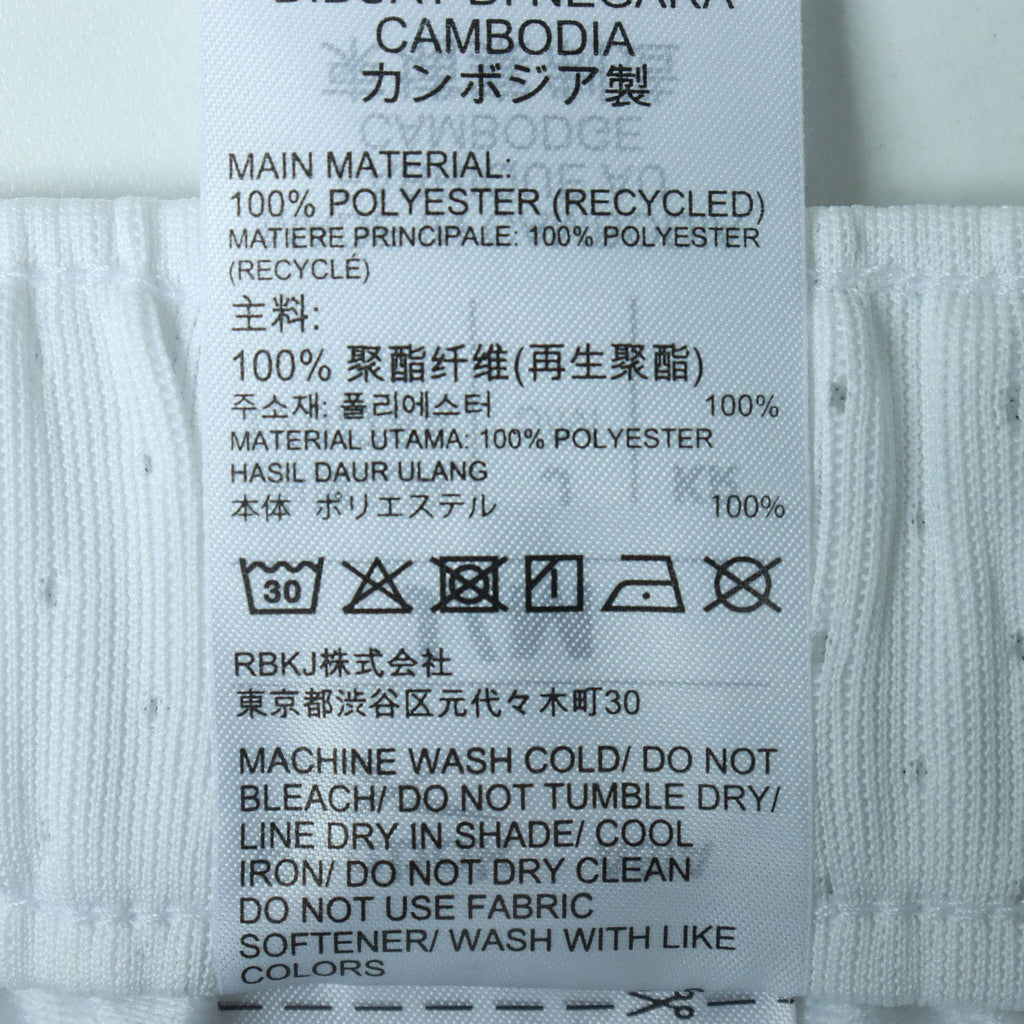 DIBUAT DI NEGARA
CAMBODIA
カンボジア製
MAIN MATERIAL:
100% POLYESTER (RECYCLED)
MATIERE PRINCIPALE: 100% POLYESTER
(RECYCLÉ)
主料:
100% 聚酯纤维(再生聚酯)
주소재: 폴리에스터 100%
MATERIAL UTAMA: 100% POLYESTER
HASIL DAUR ULANG
本体 ポリエステル 100%
30
RBKJ株式会社
東京都渋谷区元代々木町30
MACHINE WASH COLD/ DO NOT
BLEACH/ DO NOT TUMBLE DRY/
LINE DRY IN SHADE/ COOL
IRON/ DO NOT DRY CLEAN
DO NOT USE FABRIC
SOFTENER/ WASH WITH LIKE
COLORS